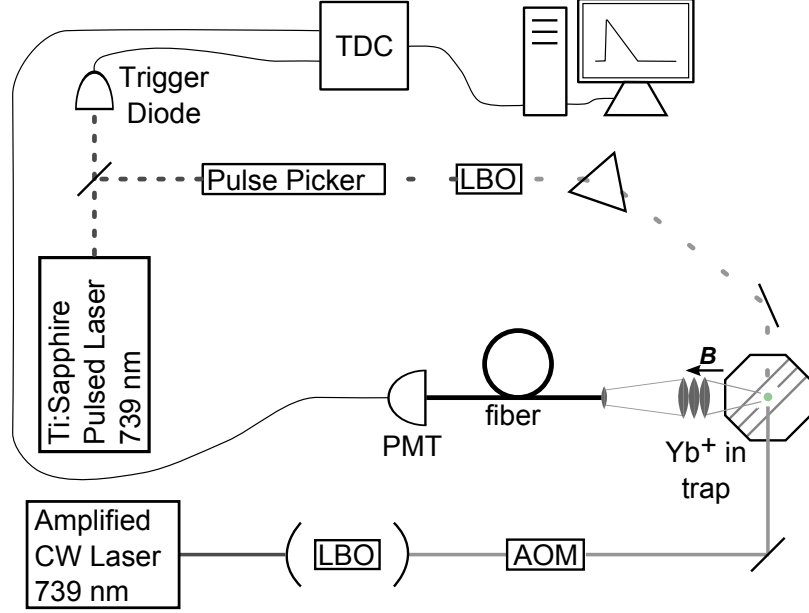 TDC
Trigger
Diode
Pulse Picker
LBO
Ti:Sapphire
Pulsed Laser
739 nm
B
fiber
PMT
Yb+ in
trap
Amplified
CW Laser
739 nm
LBO
AOM